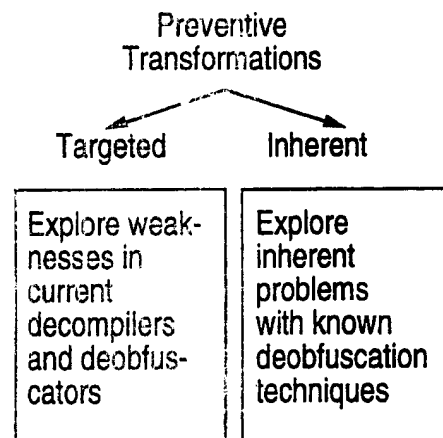 Preventive
Transformations
Targeted
Inherent
Explore weak-
nesses in
current
decompilers
and deobfus-
cators
Explore
inherent
problems
with known
deobfuscation
techniques